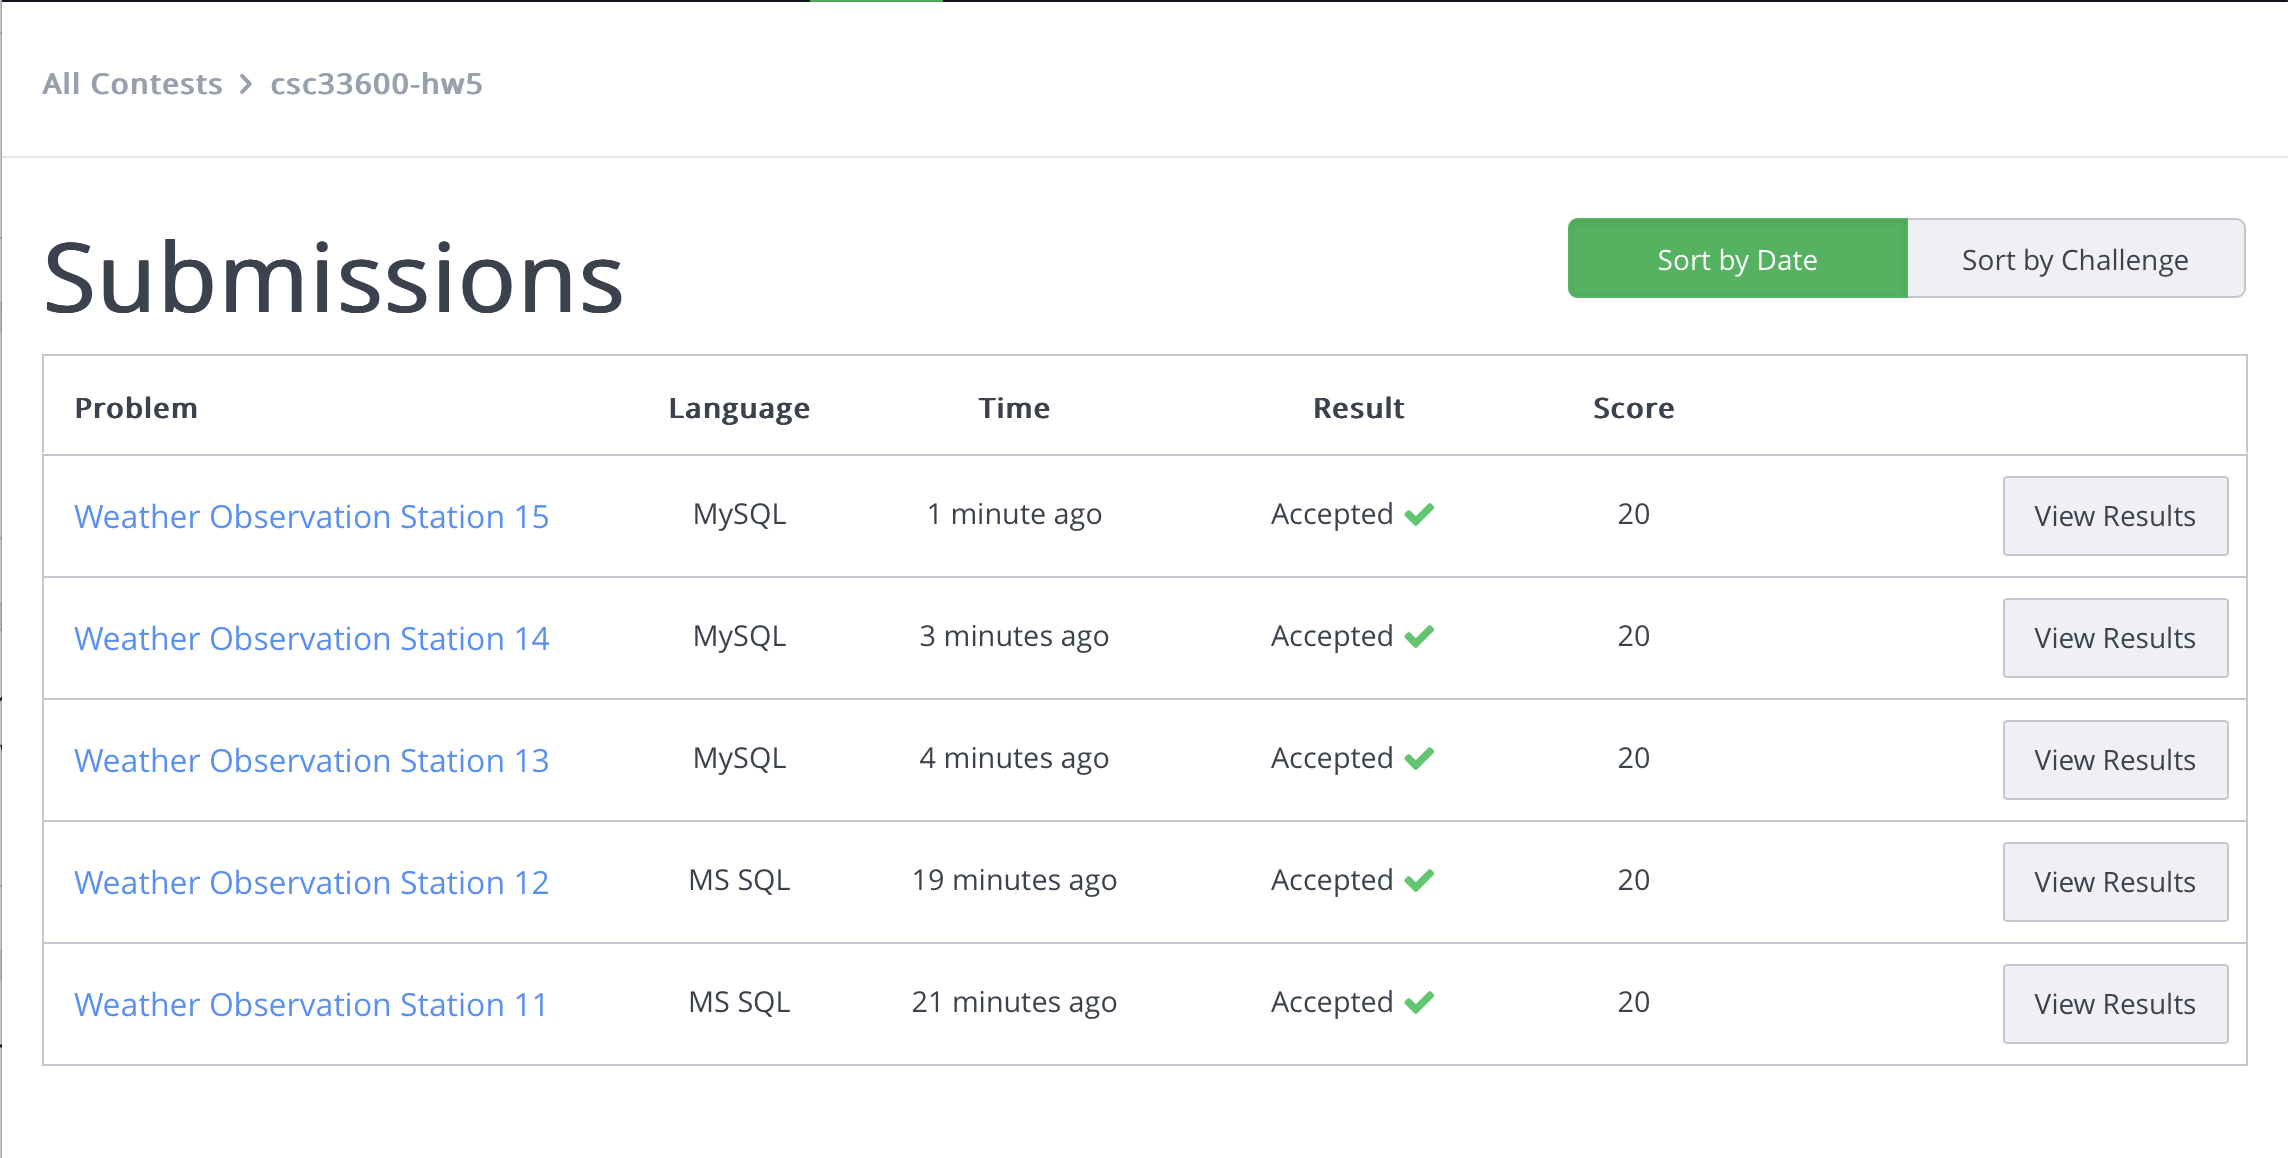 All Contests > csc33600-hw5
Submissions
Sort by Date Sort by Challenge
Problem Language Time Result Score
Weather Observation Station 15 MySQL 1 minute ago Accepted 20 View Results
Weather Observation Station 14 MySQL 3 minutes ago Accepted 20 View Results
Weather Observation Station 13 MySQL 4 minutes ago Accepted 20 View Results
Weather Observation Station 12 MS SQL 19 minutes ago Accepted 20 View Results
Weather Observation Station 11 MS SQL 21 minutes ago Accepted 20 View Results